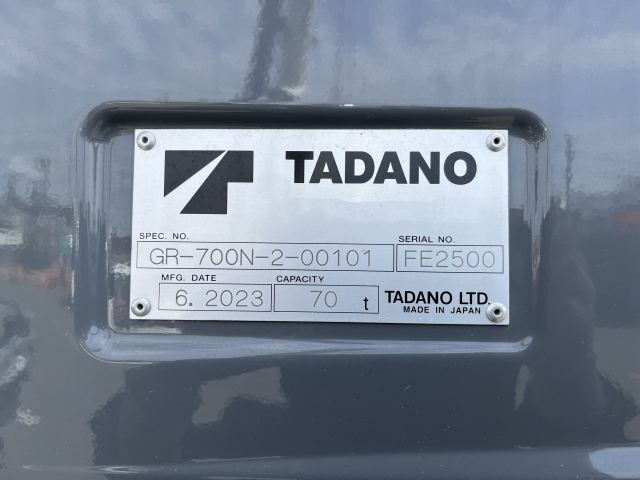 TADANO
SPEC. NO. SERIAL NO.
GR-700N-2-00101 FE2500
MFG. DATE CAPACITY
6. 2023 70 t TADANO LTD.
MADE IN JAPAN